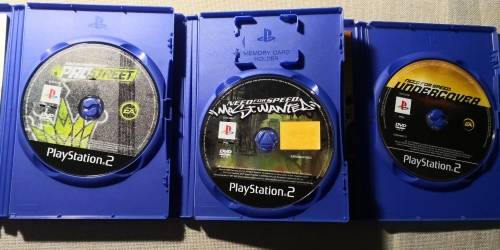 PROSTREET
EA
PlayStation.2
MEMORY CARD
HOLDER
NEED FOR SPEED
MOST WANTED
DVD
PlayStation.2
NEED FOR SPEED
UNDERCOVER
EA
DVD
PlayStation.2